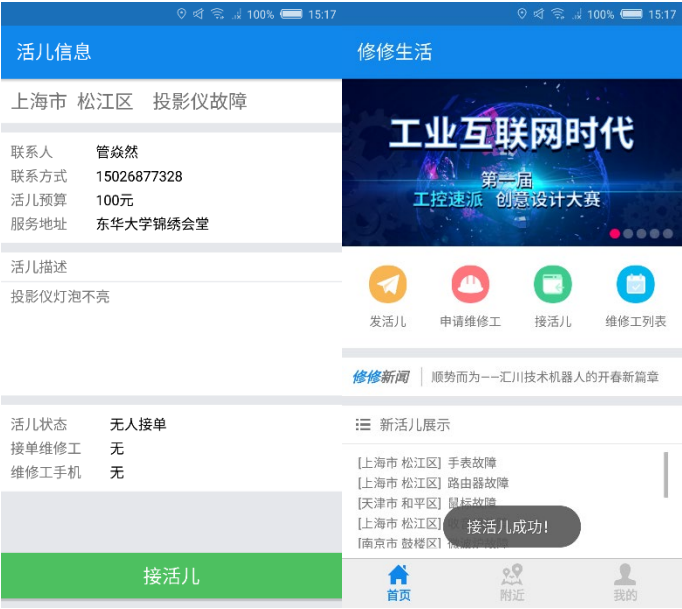 100% 15:17
活儿信息
上海市 松江区 投影仪故障
联系人 管焱然
联系方式 15026877328
活儿预算 100元
服务地址 东华大学锦绣会堂
活儿描述
投影仪灯泡不亮
活儿状态 无人接单
接单维修工 无
维修工手机 无
接活儿
100% 15:17
修修生活
工业互联网时代
第一届
工控速派 创意设计大赛
发活儿 申请维修工 接活儿 维修工列表
修修新闻 顺势而为——汇川技术机器人的开春新篇章
新活儿展示
[上海市 松江区] 手表故障
[上海市 松江区] 路由器故障
[天津市 和平区] 鼠标故障
[上海市 松江区]
[南京市 鼓楼区]
接活儿成功!
首页 附近 我的